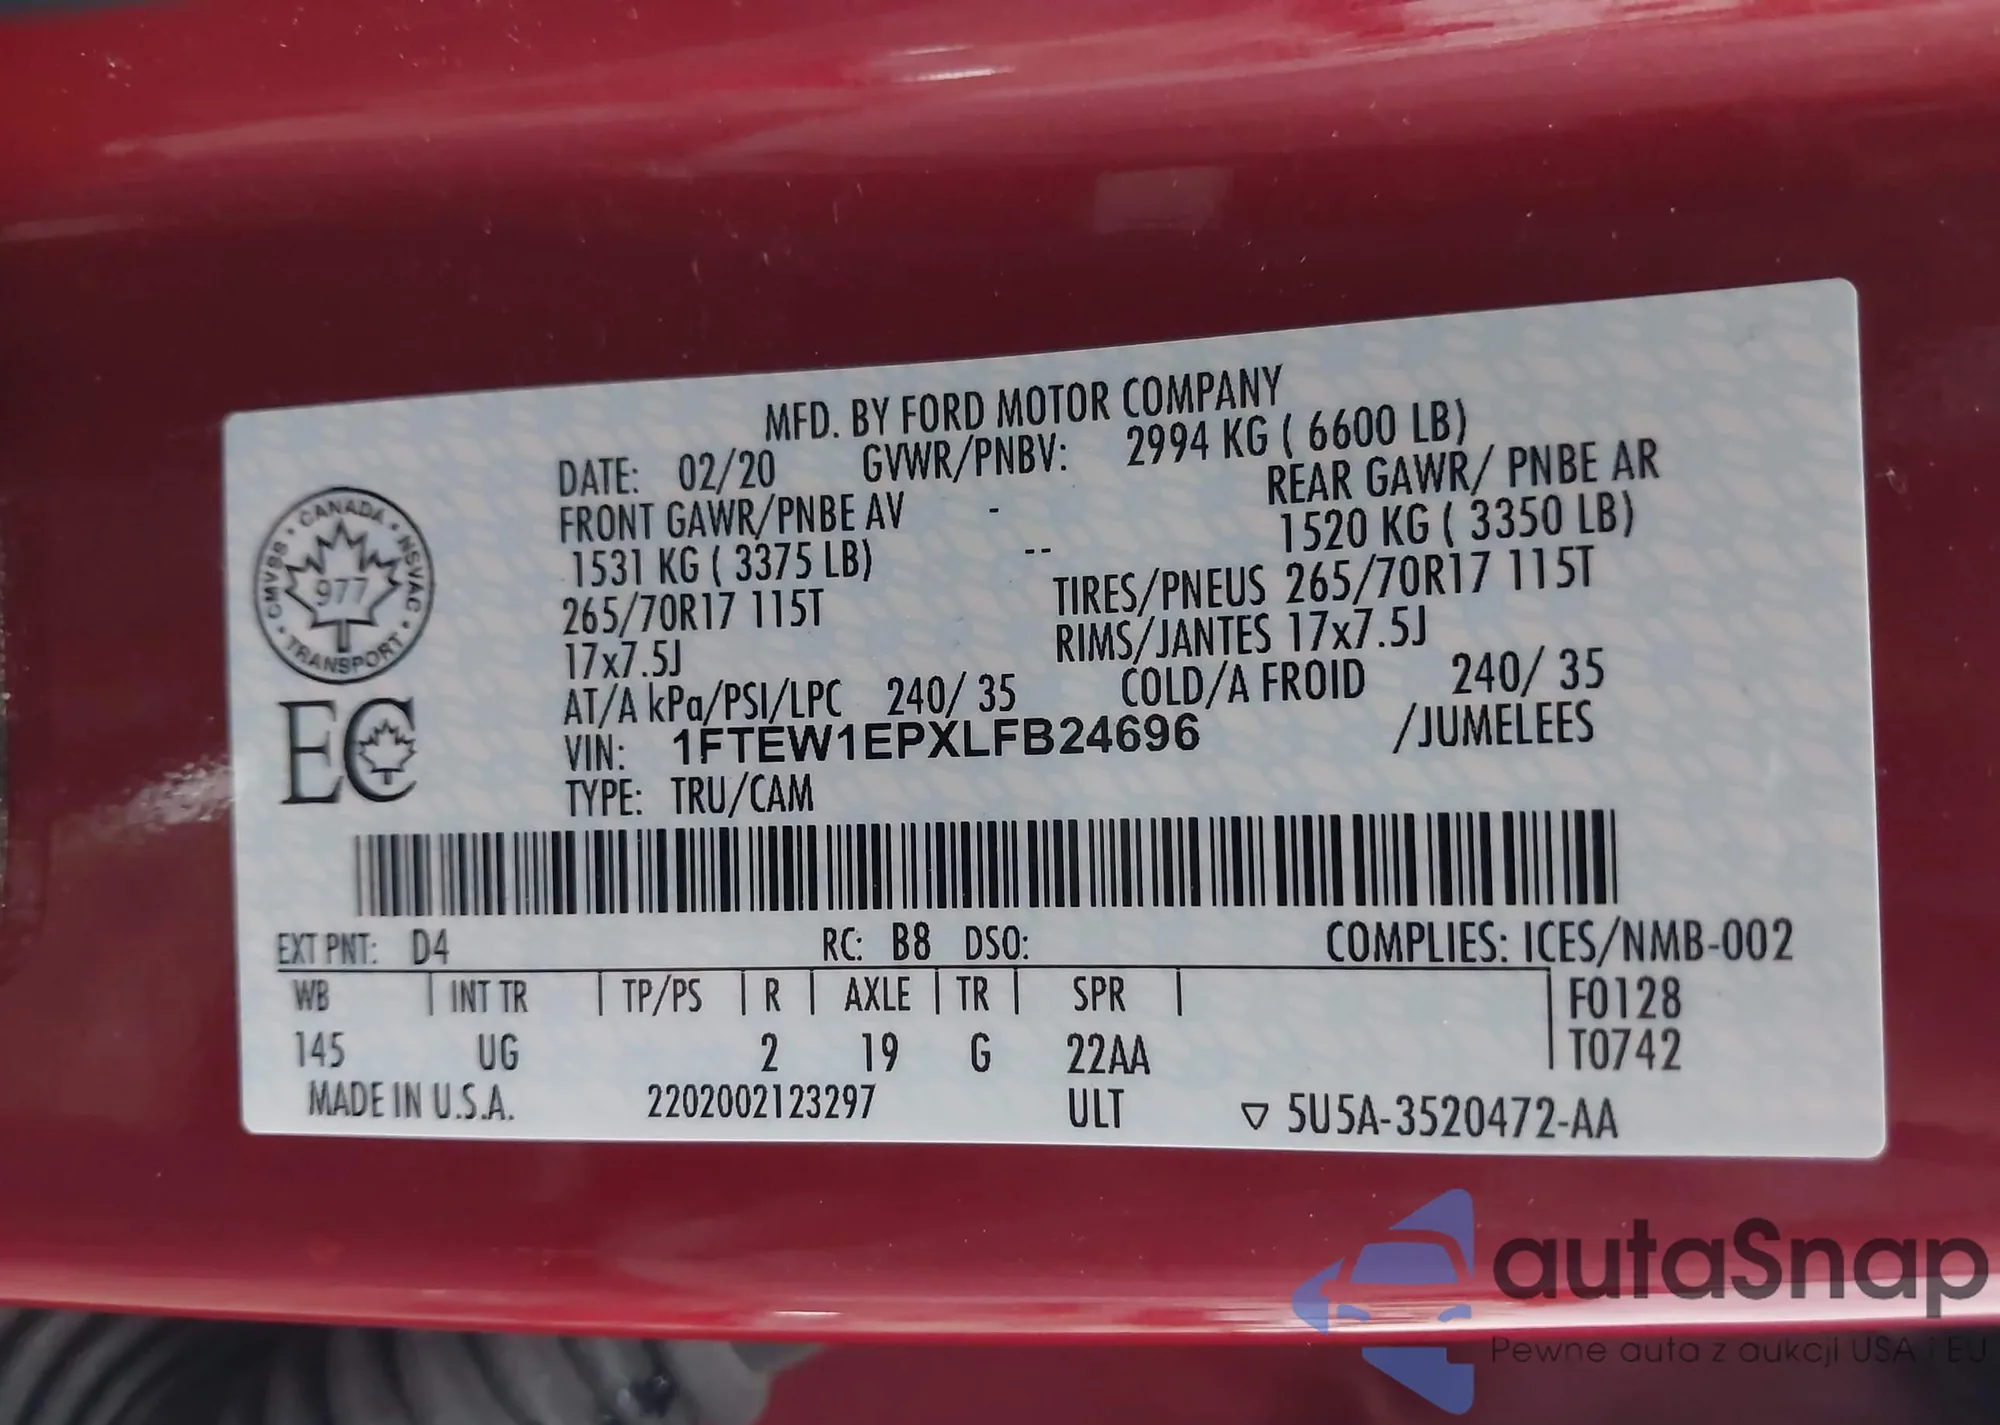 MFD. BY FORD MOTOR COMPANY
DATE: 02/20 GVWR/PNBV: 2994 KG ( 6600 LB)
FRONT GAWR/PNBE AV - REAR GAWR/ PNBE AR
1531 KG ( 3375 LB) -- 1520 KG ( 3350 LB)
265/70R17 115T TIRES/PNEUS 265/70R17 115T
17x7.5J RIMS/JANTES 17x7.5J
AT/A kPa/PSI/LPC 240/ 35 COLD/A FROID 240/ 35
VIN: 1FTEW1EPXLFB24696 /JUMELEES
TYPE: TRU/CAM
CANADA
CMVSS · NSVAC
977
TRANSPORT
EC
EXT PNT: D4 RC: B8 DSO: COMPLIES: ICES/NMB-002
WB | INT TR | TP/PS | R | AXLE | TR | SPR | F0128
145 UG 2 19 G 22AA T0742
MADE IN U.S.A. 2202002123297 ULT ▽ 5U5A-3520472-AA
autaSnap
Pewne auta z aukcji USA i EU